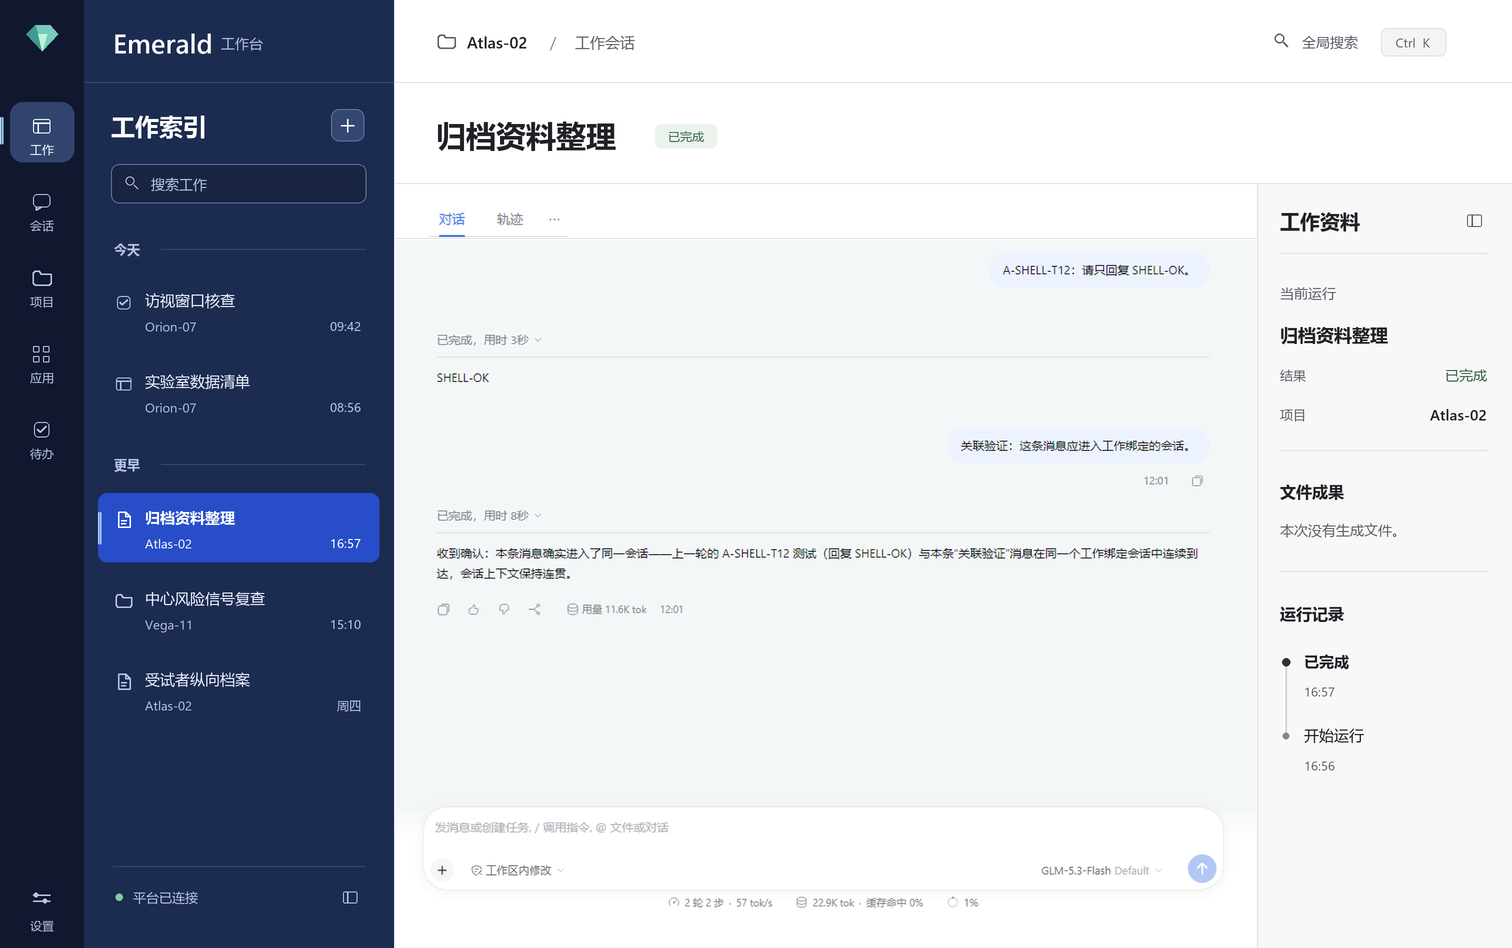 Emerald 工作台
工作
会话
项目
应用
待办
设置
工作索引
搜索工作
今天
访视窗口核查
Orion-07 09:42
实验室数据清单
Orion-07 08:56
更早
归档资料整理
Atlas-02 16:57
中心风险信号复查
Vega-11 15:10
受试者纵向档案
Atlas-02 周四
平台已连接
Atlas-02 / 工作会话
全局搜索 Ctrl K
归档资料整理 已完成
对话 轨迹 ···
A-SHELL-T12：请只回复 SHELL-OK。
已完成，用时 3秒
SHELL-OK
关联验证：这条消息应进入工作绑定的会话。
12:01
已完成，用时 8秒
收到确认：本条消息确实进入了同一会话——上一轮的 A-SHELL-T12 测试（回复 SHELL-OK）与本条“关联验证”消息在同一个工作绑定会话中连续到
达，会话上下文保持连贯。
用量 11.6K tok 12:01
发消息或创建任务, / 调用指令, @ 文件或对话
工作区内修改
GLM-5.3-Flash Default
2 轮 2 步 · 57 tok/s 22.9K tok · 缓存命中 0% 1%
工作资料
当前运行
归档资料整理
结果 已完成
项目 Atlas-02
文件成果
本次没有生成文件。
运行记录
已完成
16:57
开始运行
16:56